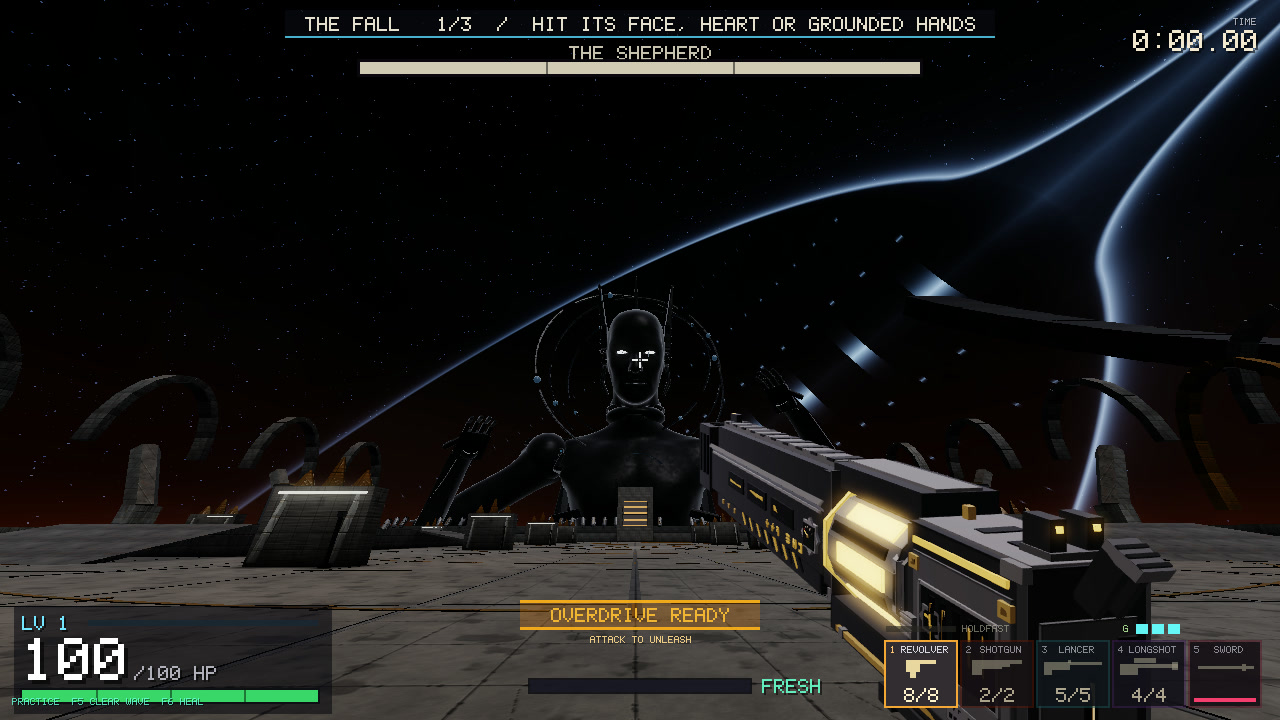 THE FALL 1/3 / HIT ITS FACE, HEART OR GROUNDED HANDS
THE SHEPHERD
TIME
0:00.00
OVERDRIVE READY
ATTACK TO UNLEASH
FRESH
LV 1
100/100 HP
PRACTICE F5 CLEAR WAVE F6 HEAL
HOLDFAST
G
1 REVOLVER
8/8
2 SHOTGUN
2/2
3 LANCER
5/5
4 LONGSHOT
4/4
5 SWORD